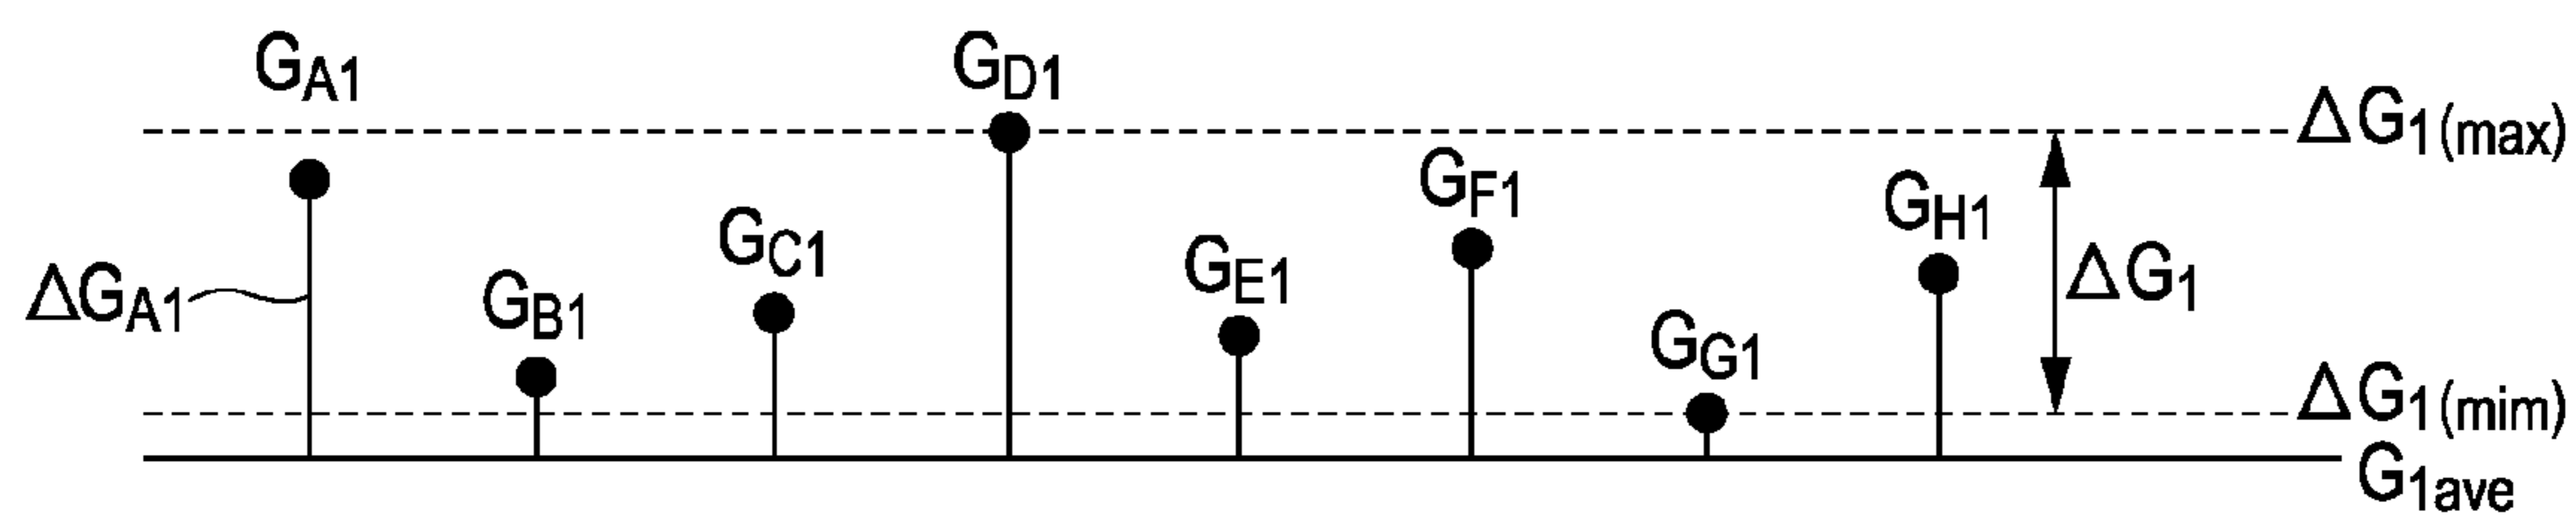 GA1
GD1
ΔG1(max)
GF1
GH1
GC1
GE1
ΔG1
ΔGA1
GB1
GG1
ΔG1(mim)
G1ave